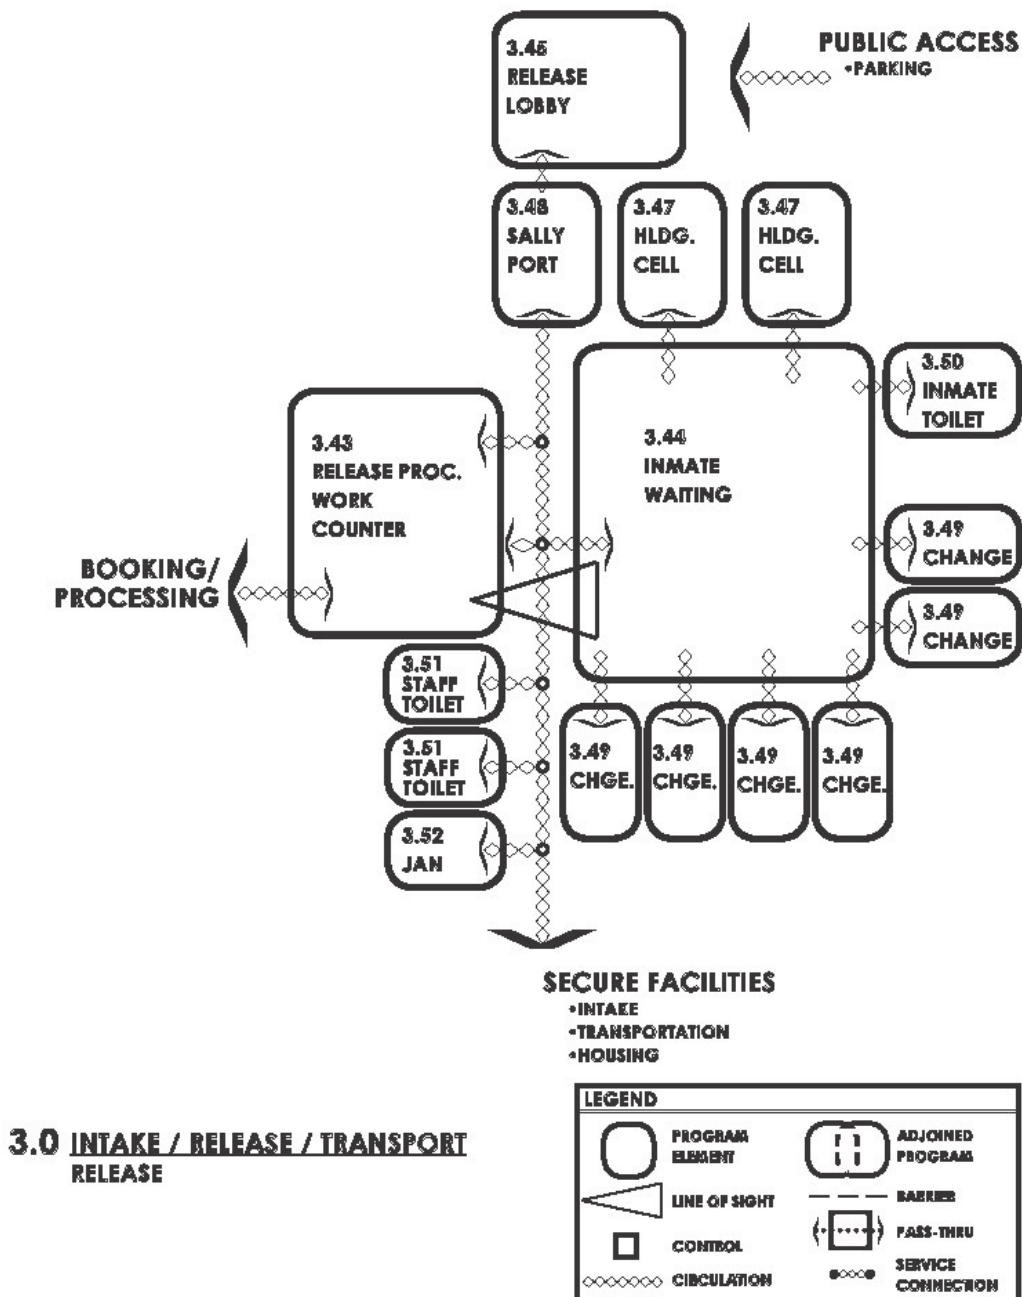 3.45
RELEASE
LOBBY
PUBLIC ACCESS
•PARKING
3.48
SALLY
PORT
3.47
HLDG.
CELL
3.47
HLDG.
CELL
3.50
INMATE
TOILET
3.43
RELEASE PROC.
WORK
COUNTER
3.44
INMATE
WAITING
3.49
CHANGE
3.49
CHANGE
BOOKING/
PROCESSING
3.51
STAFF
TOILET
3.51
STAFF
TOILET
3.52
JAN
3.49
CHGE.
3.49
CHGE.
3.49
CHGE.
3.49
CHGE.
SECURE FACILITIES
•INTAKE
•TRANSPORTATION
•HOUSING
3.0 INTAKE / RELEASE / TRANSPORT
RELEASE
LEGEND
PROGRAM
ELEMENT
ADJOINED
PROGRAM
LINE OF SIGHT
BARRIER
CONTROL
PASS-THRU
CIRCULATION
SERVICE
CONNECTION